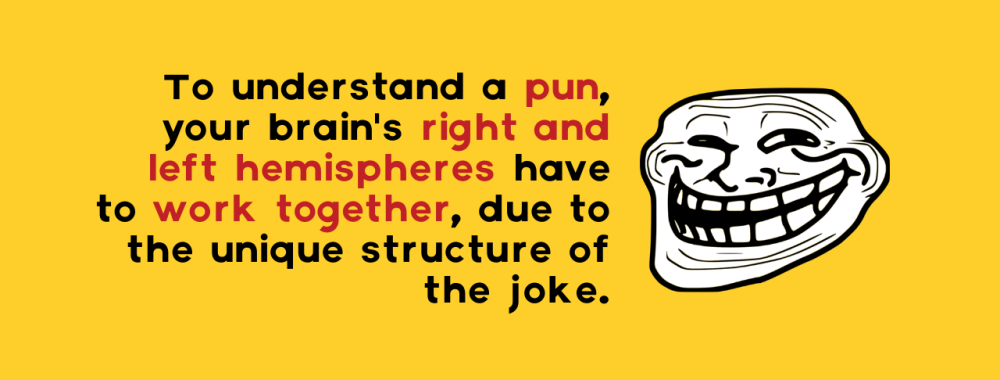 To understand a pun,
your brain's right and
left hemispheres have
to work together, due to
the unique structure of
the joke.